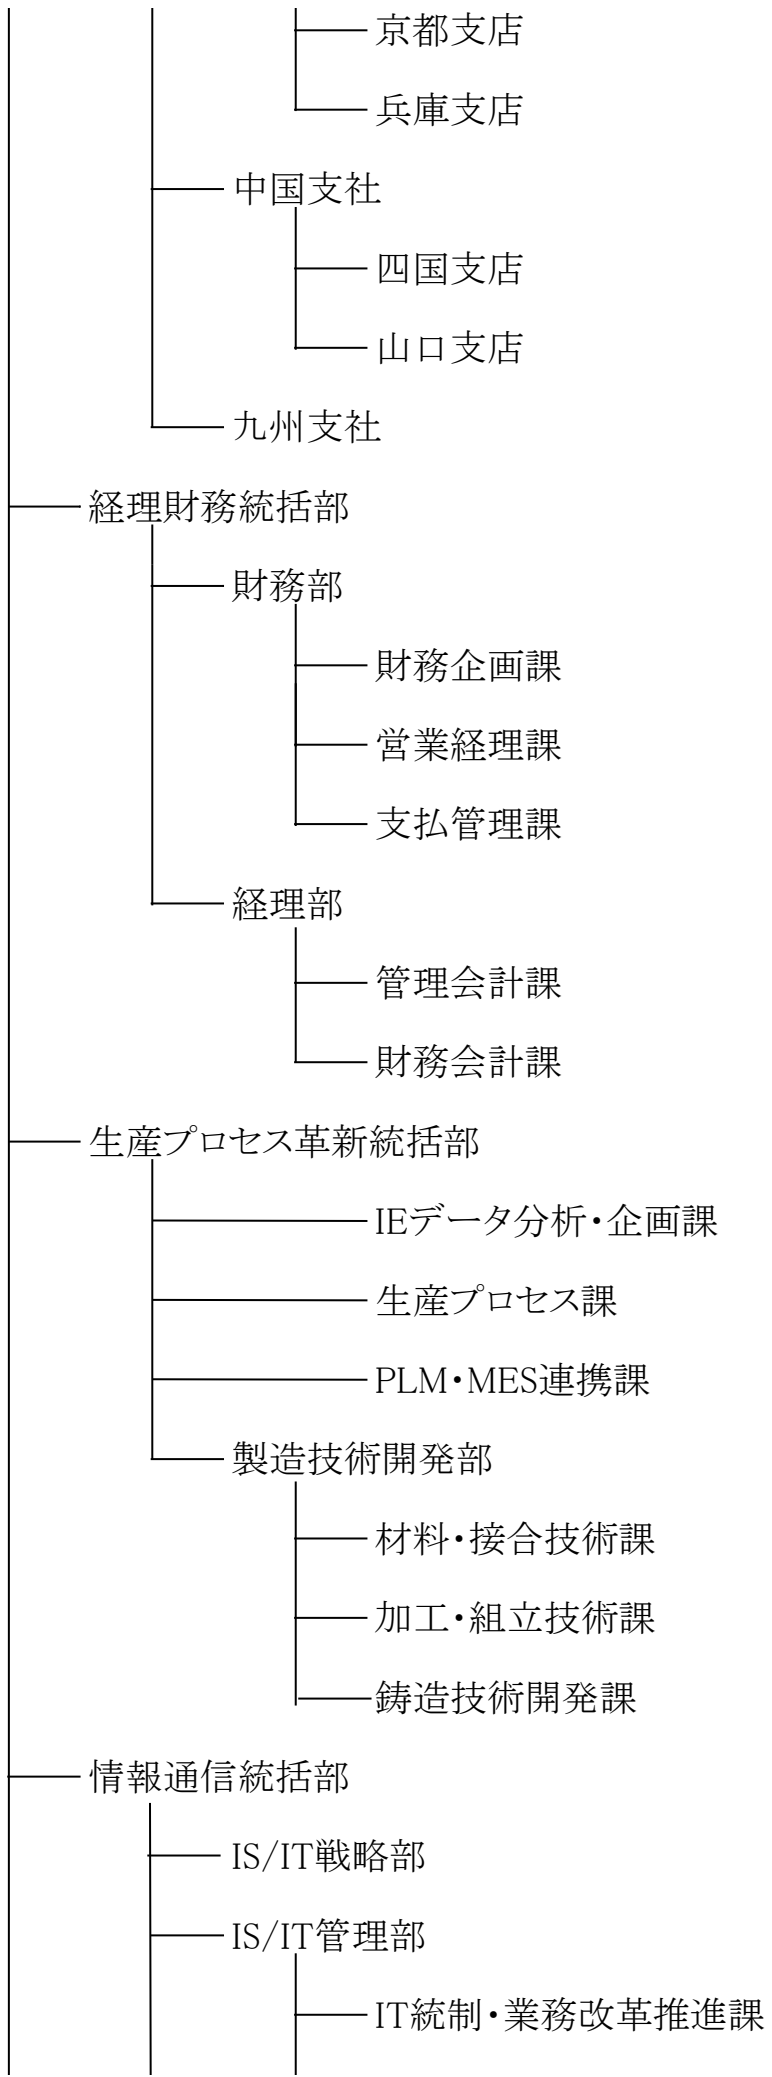 京都支店
兵庫支店
中国支社
四国支店
山口支店
九州支社
経理財務統括部
財務部
財務企画課
営業経理課
支払管理課
経理部
管理会計課
財務会計課
生産プロセス革新統括部
IEデータ分析・企画課
生産プロセス課
PLM・MES連携課
製造技術開発部
材料・接合技術課
加工・組立技術課
鋳造技術開発課
情報通信統括部
IS/IT戦略部
IS/IT管理部
IT統制・業務改革推進課